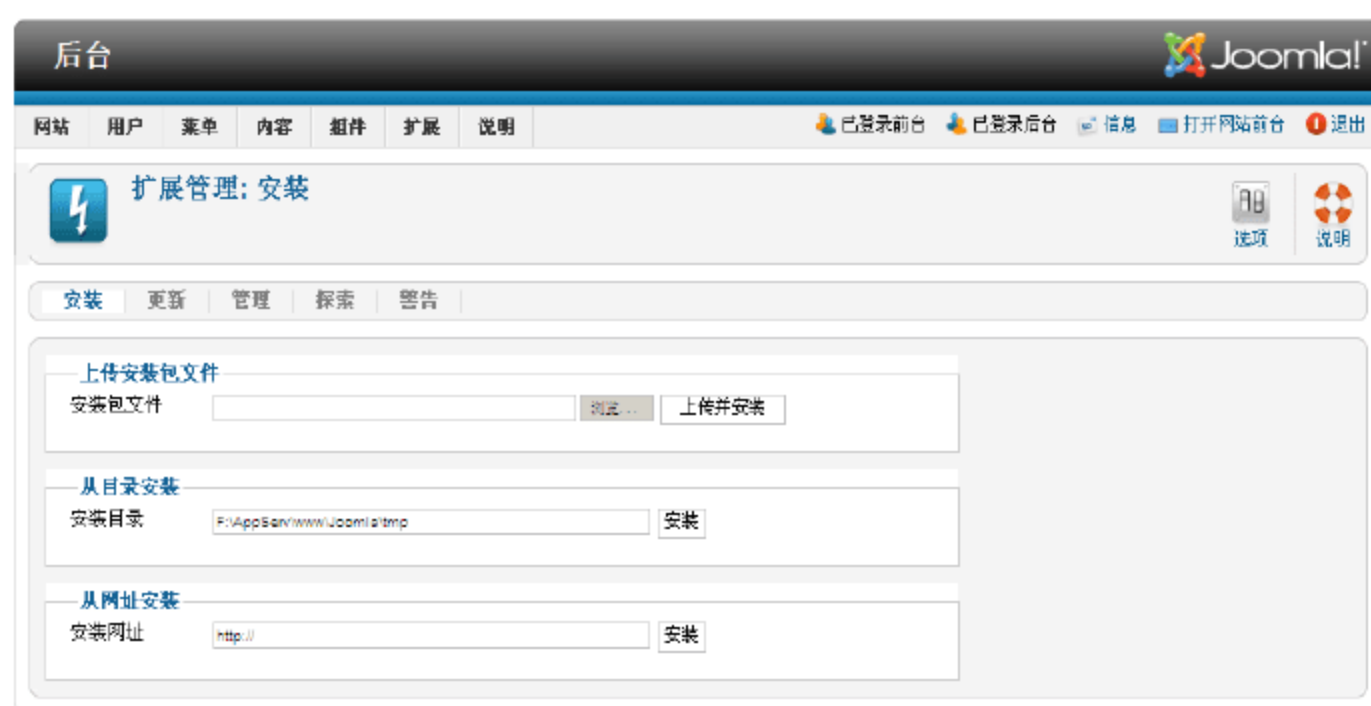 后台 Joomla!
网站 用户 菜单 内容 组件 扩展 说明 已登录前台 已登录后台 信息 打开网站前台 退出
扩展管理: 安装
选项 说明
安装 更新 管理 探索 警告
上传安装包文件
安装包文件 浏览... 上传并安装
从目录安装
安装目录 F:\AppServ\www\Joomla\tmp 安装
从网址安装
安装网址 http:// 安装